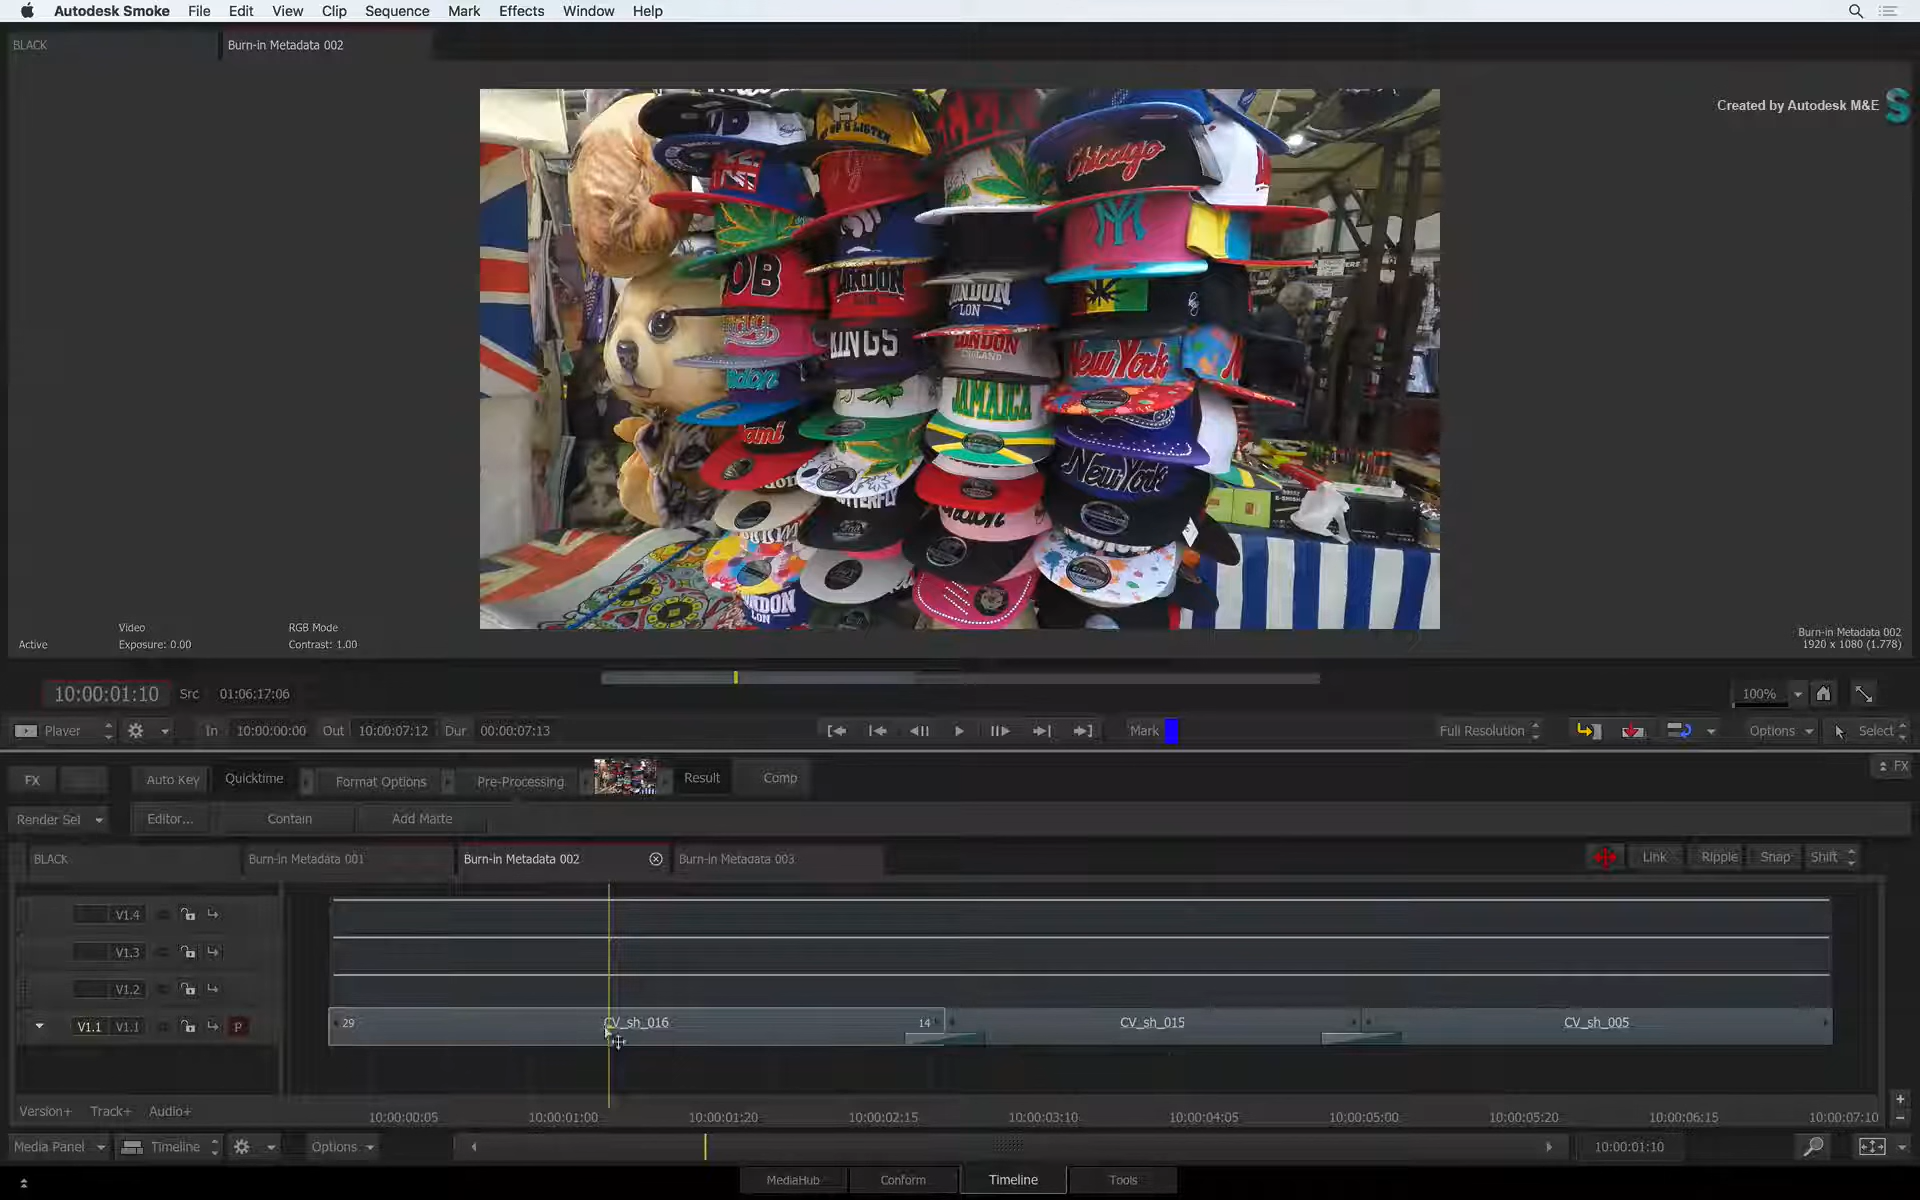 Autodesk Smoke File Edit View Clip Sequence Mark Effects Window Help
BLACK Burn-in Metadata 002
Created by Autodesk M&E
Chicago
LONDON
LONDON
LON
KINGS
LONDON
ENGLAND
New York
JAMAICA
New York
Video RGB Mode
Active Exposure: 0.00 Contrast: 1.00
Burn-in Metadata 002
1920 x 1080 (1.778)
10:00:01:10 Src 01:06:17:06 100%
Player In 10:00:00:00 Out 10:00:07:12 Dur 00:00:07:13 Mark Full Resolution Options Select
FX Auto Key Quicktime Format Options Pre-Processing Result Comp FX
Render Sel Editor... Contain Add Matte
BLACK Burn-in Metadata 001 Burn-in Metadata 002 Burn-in Metadata 003 Link Ripple Snap Shift
V1.4
V1.3
V1.2
V1.1 V1.1 P 29 CV_sh_016 14 CV_sh_015 CV_sh_005
Version+ Track+ Audio+ 10:00:00:05 10:00:01:00 10:00:01:20 10:00:02:15 10:00:03:10 10:00:04:05 10:00:05:00 10:00:05:20 10:00:06:15 10:00:07:10
Media Panel Timeline Options 10:00:01:10
MediaHub Conform Timeline Tools